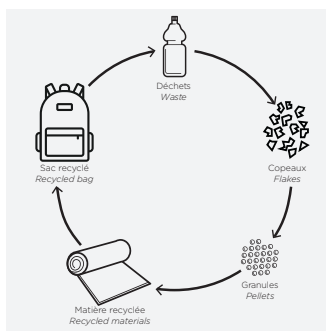 Déchets
Waste
Copeaux
Flakes
Granules
Pellets
Matière recyclée
Recycled materials
Sac recyclé
Recycled bag